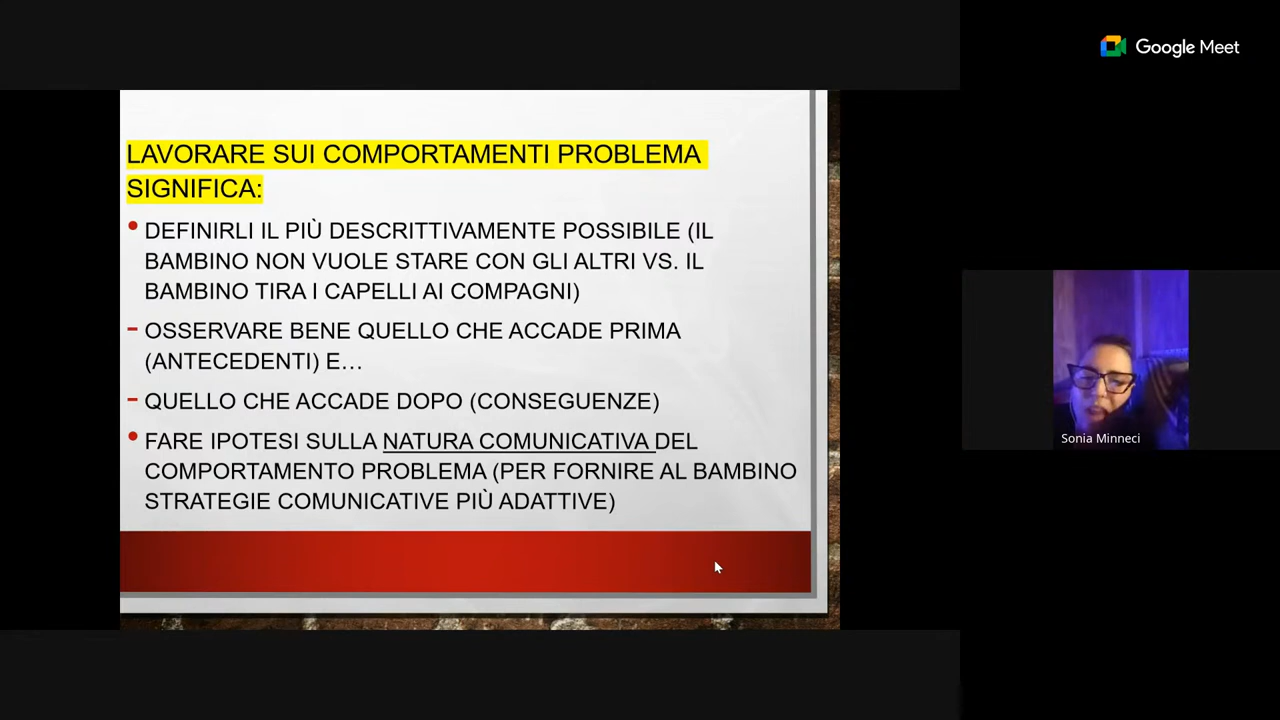 Google Meet
LAVORARE SUI COMPORTAMENTI PROBLEMA
SIGNIFICA:
• DEFINIRLI IL PIÙ DESCRITTIVAMENTE POSSIBILE (IL
BAMBINO NON VUOLE STARE CON GLI ALTRI VS. IL
BAMBINO TIRA I CAPELLI AI COMPAGNI)
- OSSERVARE BENE QUELLO CHE ACCADE PRIMA
(ANTECEDENTI) E...
- QUELLO CHE ACCADE DOPO (CONSEGUENZE)
• FARE IPOTESI SULLA NATURA COMUNICATIVA DEL
COMPORTAMENTO PROBLEMA (PER FORNIRE AL BAMBINO
STRATEGIE COMUNICATIVE PIÙ ADATTIVE)
Sonia Minneci